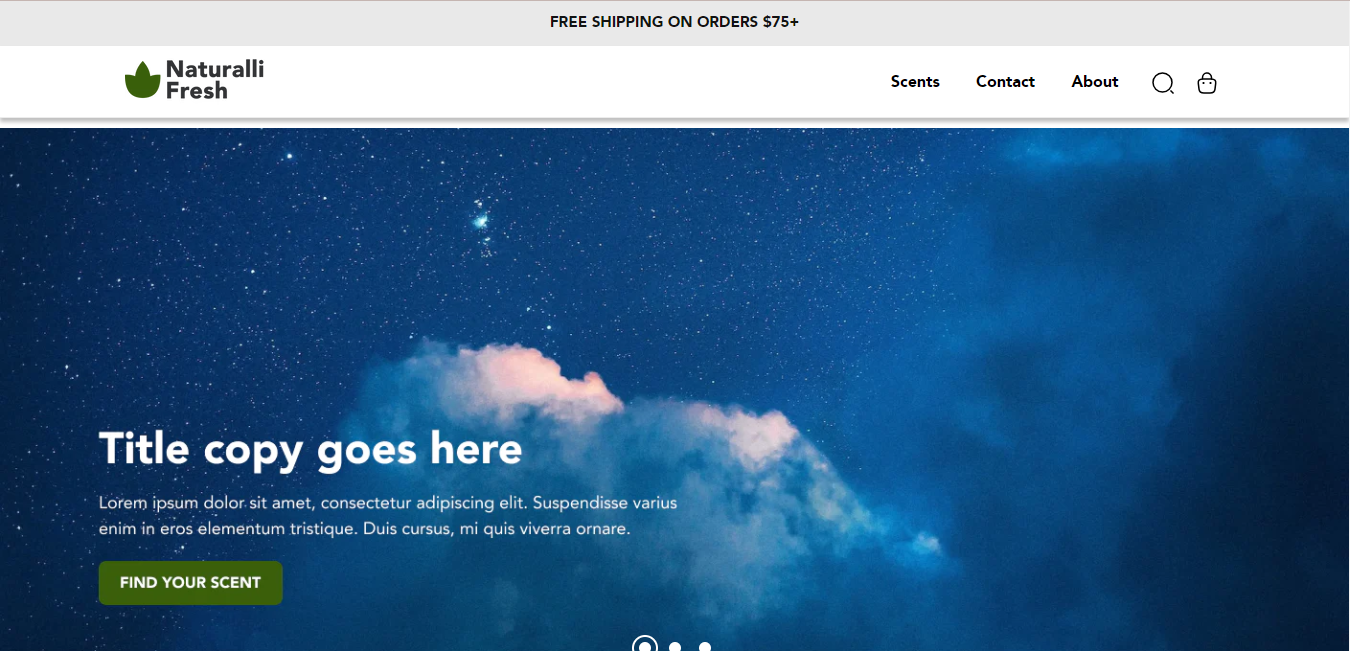 FREE SHIPPING ON ORDERS $75+
Naturalli
Fresh
Scents
Contact
About
Title copy goes here
Lorem ipsum dolor sit amet, consectetur adipiscing elit. Suspendisse varius
enim in eros elementum tristique. Duis cursus, mi quis viverra ornare.
FIND YOUR SCENT